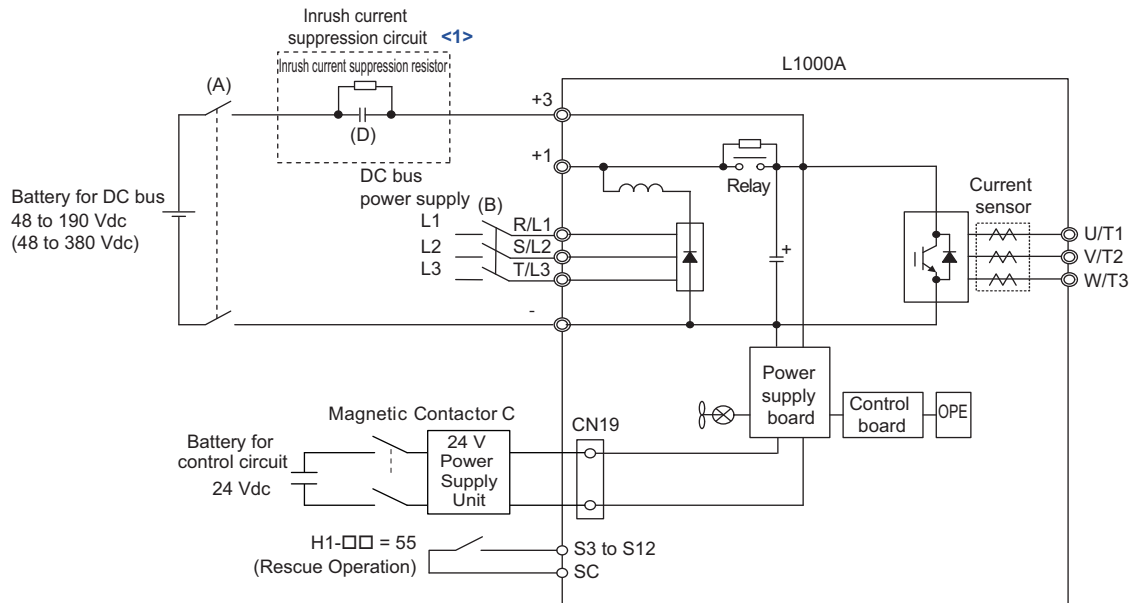 Inrush current
suppression circuit <1>
Inrush current suppression resistor
L1000A
(A)
(D)
+3
+1
DC bus
power supply
Relay
Battery for DC bus
48 to 190 Vdc
(48 to 380 Vdc)
(B)
L1
L2
L3
R/L1
S/L2
T/L3
+
Current
sensor
U/T1
V/T2
W/T3
-
Power
supply
board
Control
board
OPE
Magnetic Contactor C
CN19
Battery for
control circuit
24 Vdc
24 V
Power
Supply
Unit
H1-□□ = 55
(Rescue Operation)
S3 to S12
SC